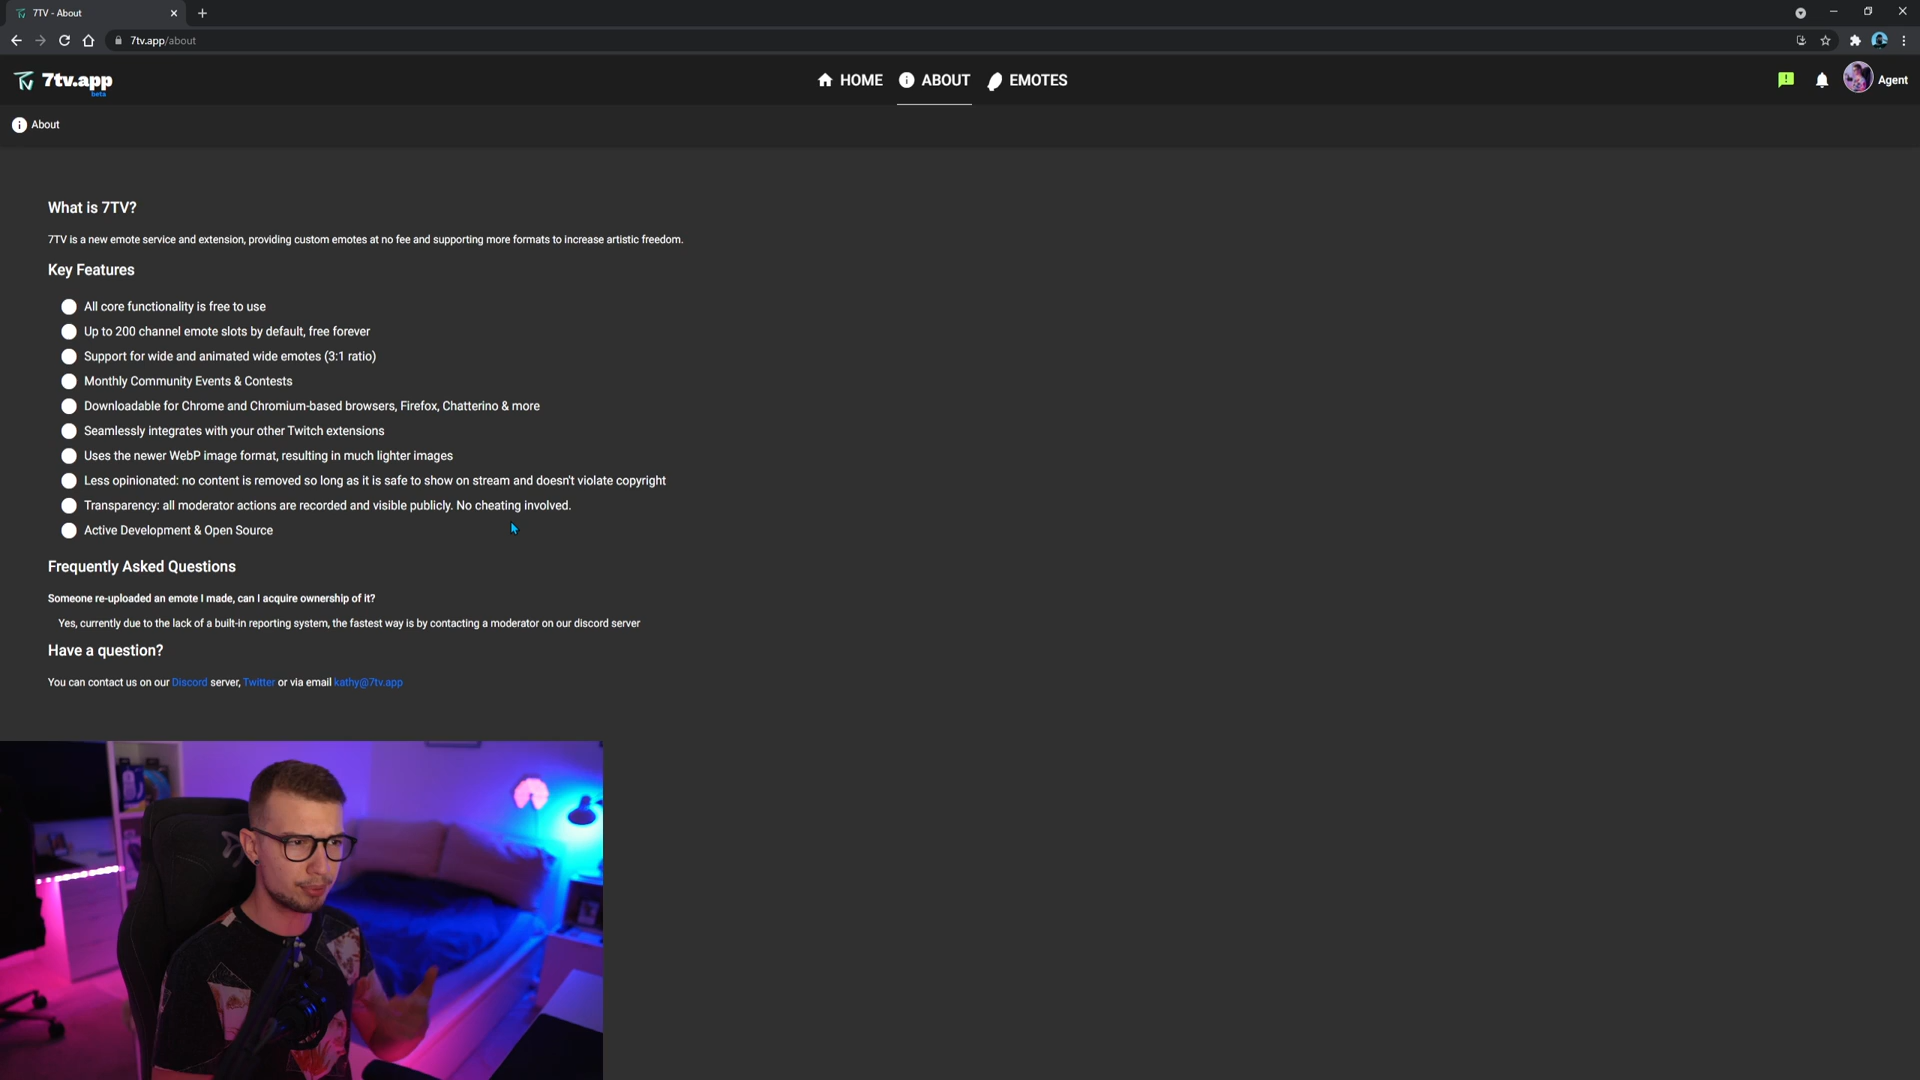 7TV - About
7tv.app/about
7tv.app
beta
HOME
ABOUT
EMOTES
Agent
About
What is 7TV?
7TV is a new emote service and extension, providing custom emotes at no fee and supporting more formats to increase artistic freedom.
Key Features
All core functionality is free to use
Up to 200 channel emote slots by default, free forever
Support for wide and animated wide emotes (3:1 ratio)
Monthly Community Events & Contests
Downloadable for Chrome and Chromium-based browsers, Firefox, Chatterino & more
Seamlessly integrates with your other Twitch extensions
Uses the newer WebP image format, resulting in much lighter images
Less opinionated: no content is removed so long as it is safe to show on stream and doesn't violate copyright
Transparency: all moderator actions are recorded and visible publicly. No cheating involved.
Active Development & Open Source
Frequently Asked Questions
Someone re-uploaded an emote I made, can I acquire ownership of it?
Yes, currently due to the lack of a built-in reporting system, the fastest way is by contacting a moderator on our discord server
Have a question?
You can contact us on our Discord server, Twitter or via email kathy@7tv.app